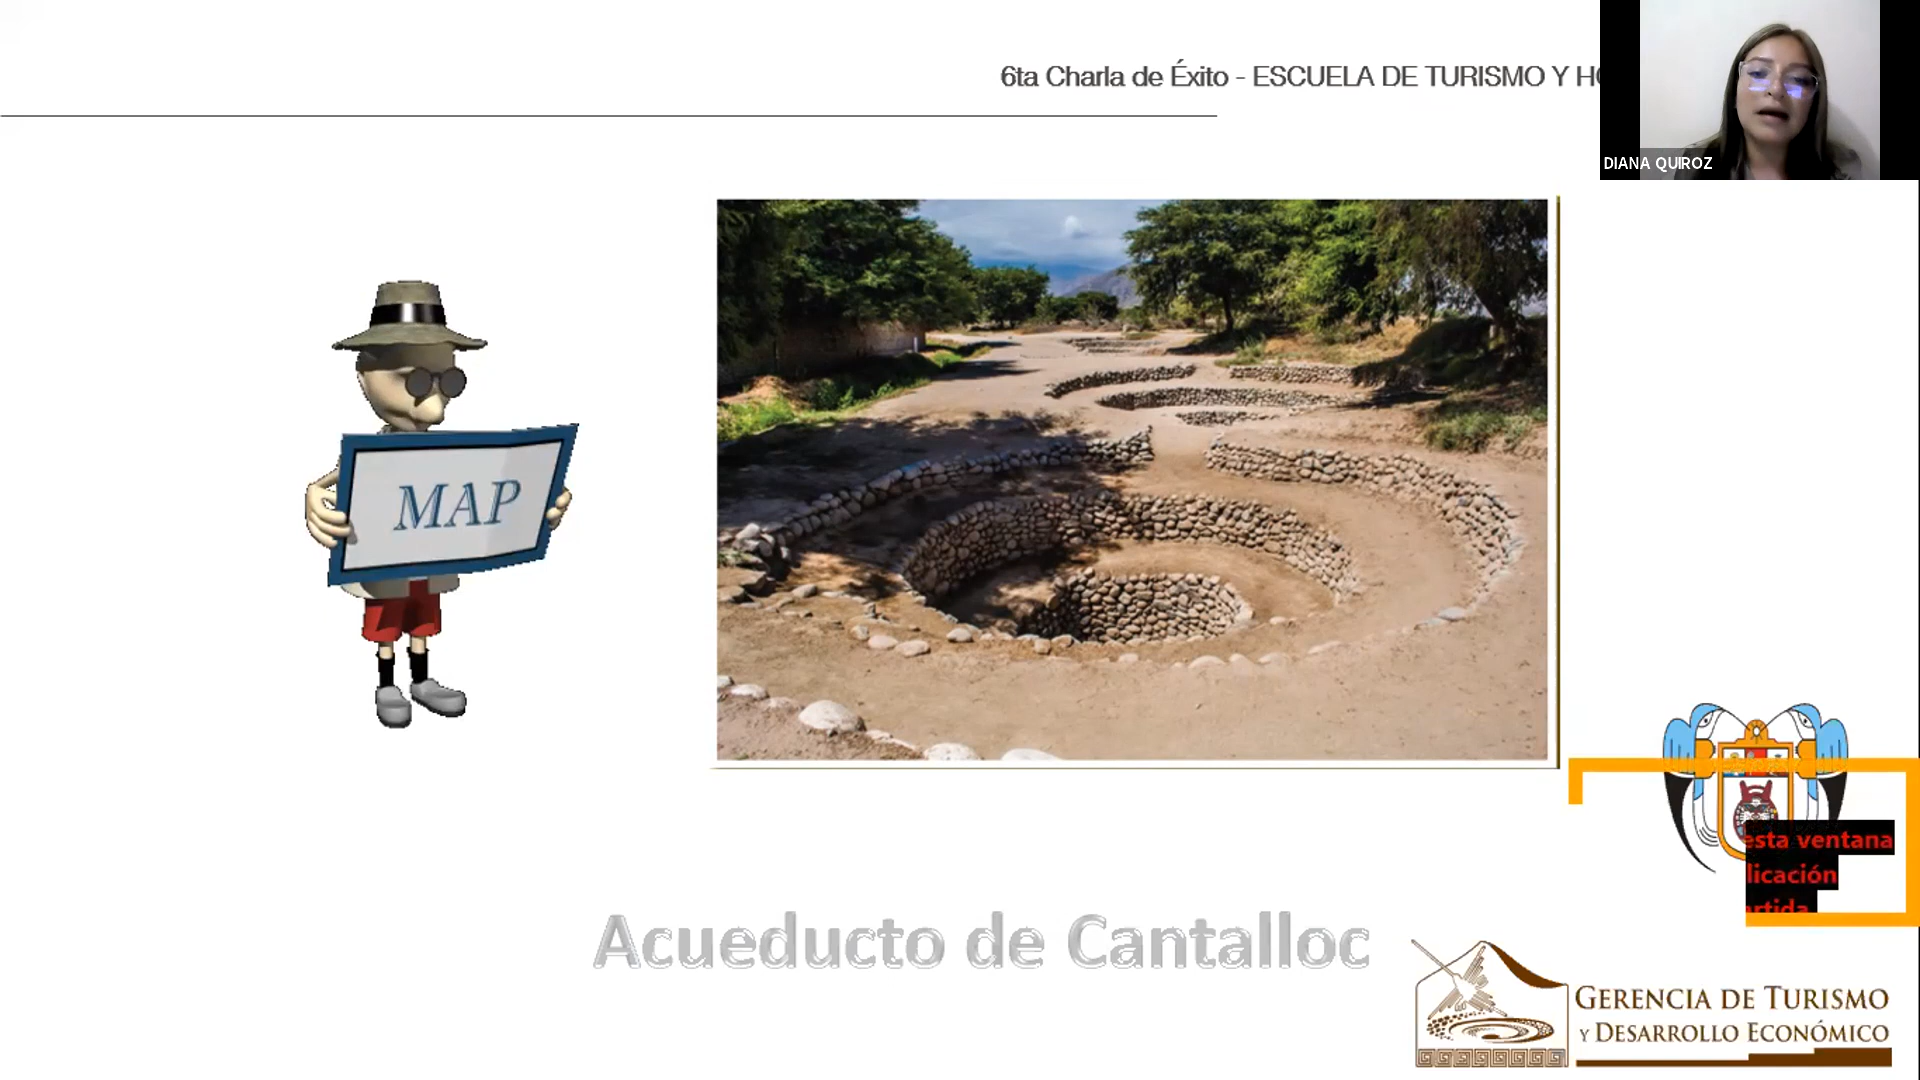 6ta Charla de Éxito - ESCUELA DE TURISMO Y
DIANA QUIROZ
MAP
esta ventana
Acueducto de Cantalloc
GERENCIA DE TURISMO
Y DESARROLLO ECONÓMICO